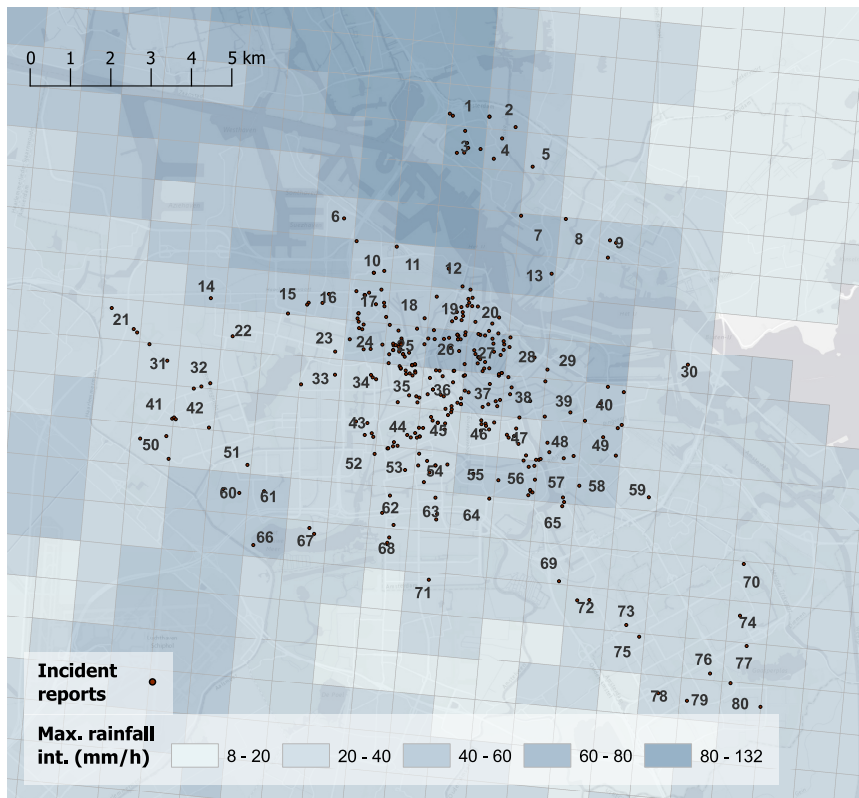 0 1 2 3 4 5 km
1 2
3 4 5
6
7 8 9
10 11 12 13
14 15 16 17 18 19 20
21 22 23 24 25 26 27 28 29 30
31 32 33 34 35 36 37 38 39 40
41 42 43 44 45 46 47 48 49
50 51 52 53 54 55 56 57 58 59
60 61 62 63 64 65
66 67 68 69 70
71 72 73 74
75 76 77
78 79 80
Incident
reports
Max. rainfall
int. (mm/h)
8 - 20 20 - 40 40 - 60 60 - 80 80 - 132